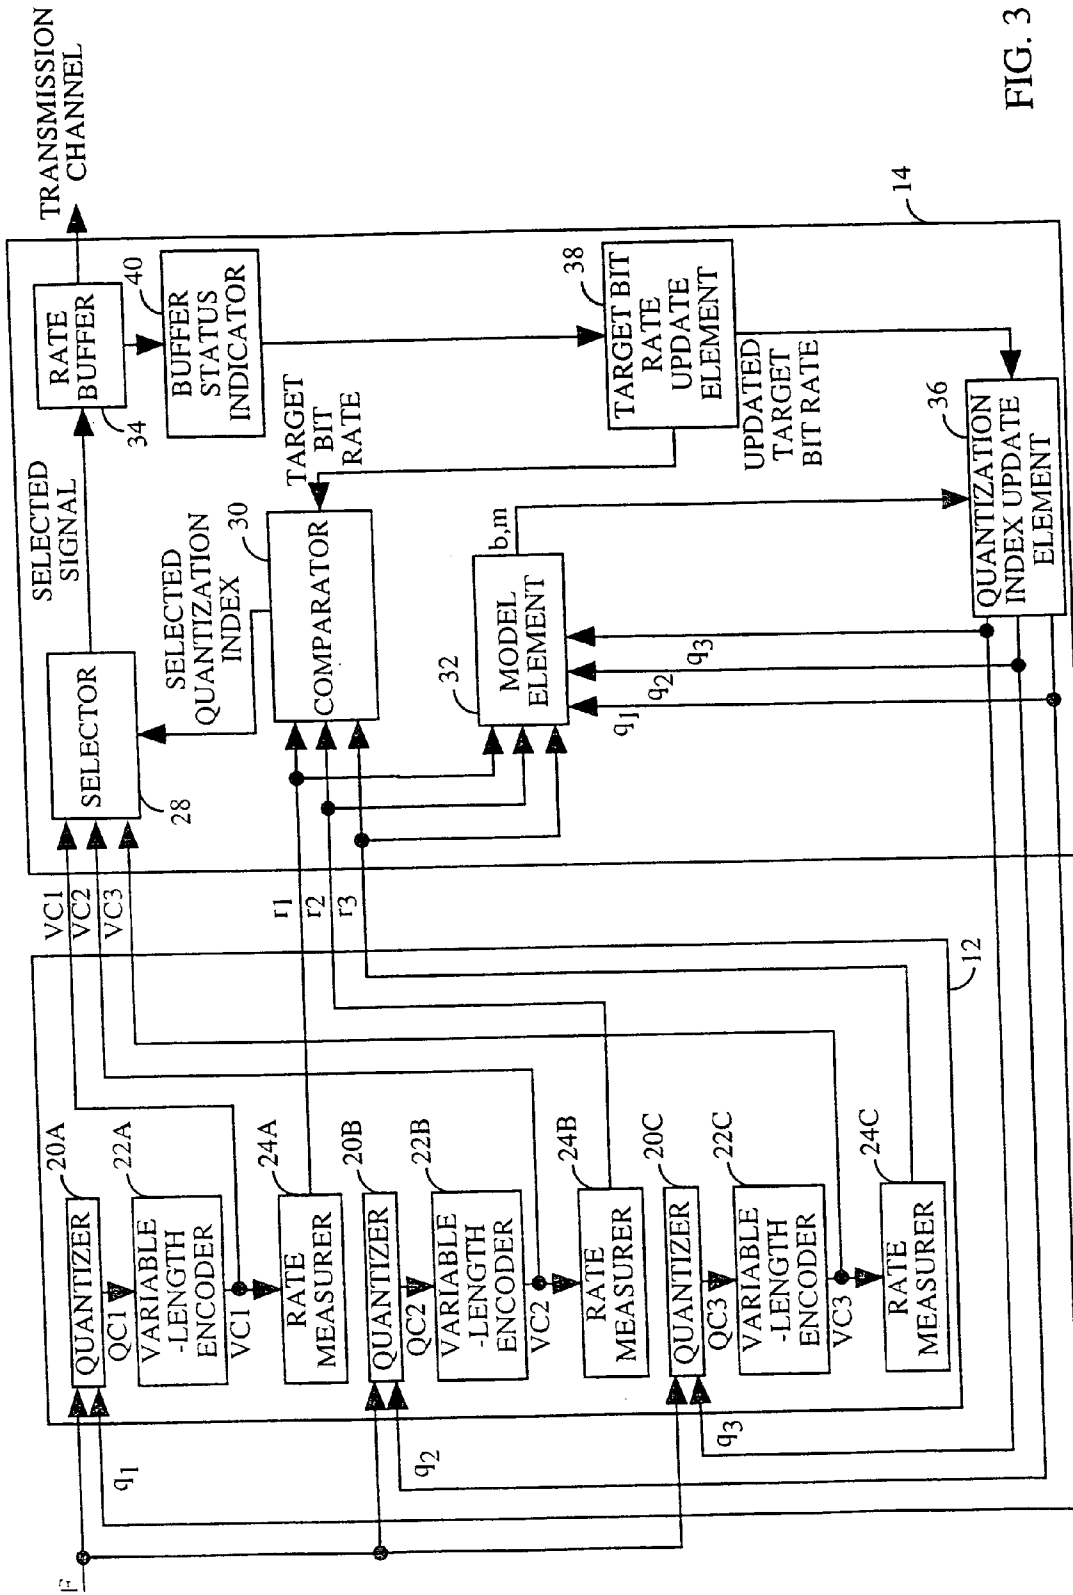 F
q1
q2
q3
QUANTIZER
20A
QC1
VARIABLE
-LENGTH
ENCODER
22A
VC1
RATE
MEASURER
24A
QUANTIZER
20B
QC2
VARIABLE
-LENGTH
ENCODER
22B
VC2
RATE
MEASURER
24B
QUANTIZER
20C
QC3
VARIABLE
-LENGTH
ENCODER
22C
VC3
RATE
MEASURER
24C
12
VC1
VC2
VC3
r1
r2
r3
SELECTOR
28
SELECTED
SIGNAL
SELECTED
QUANTIZATION
INDEX
COMPARATOR
30
TARGET
BIT
RATE
MODEL
ELEMENT
32
b,m
q1
q2
q3
RATE
BUFFER
34
TRANSMISSION
CHANNEL
BUFFER
STATUS
INDICATOR
40
TARGET BIT
RATE
UPDATE
ELEMENT
38
UPDATED
TARGET
BIT RATE
QUANTIZATION
INDEX UPDATE
ELEMENT
36
14
FIG. 3